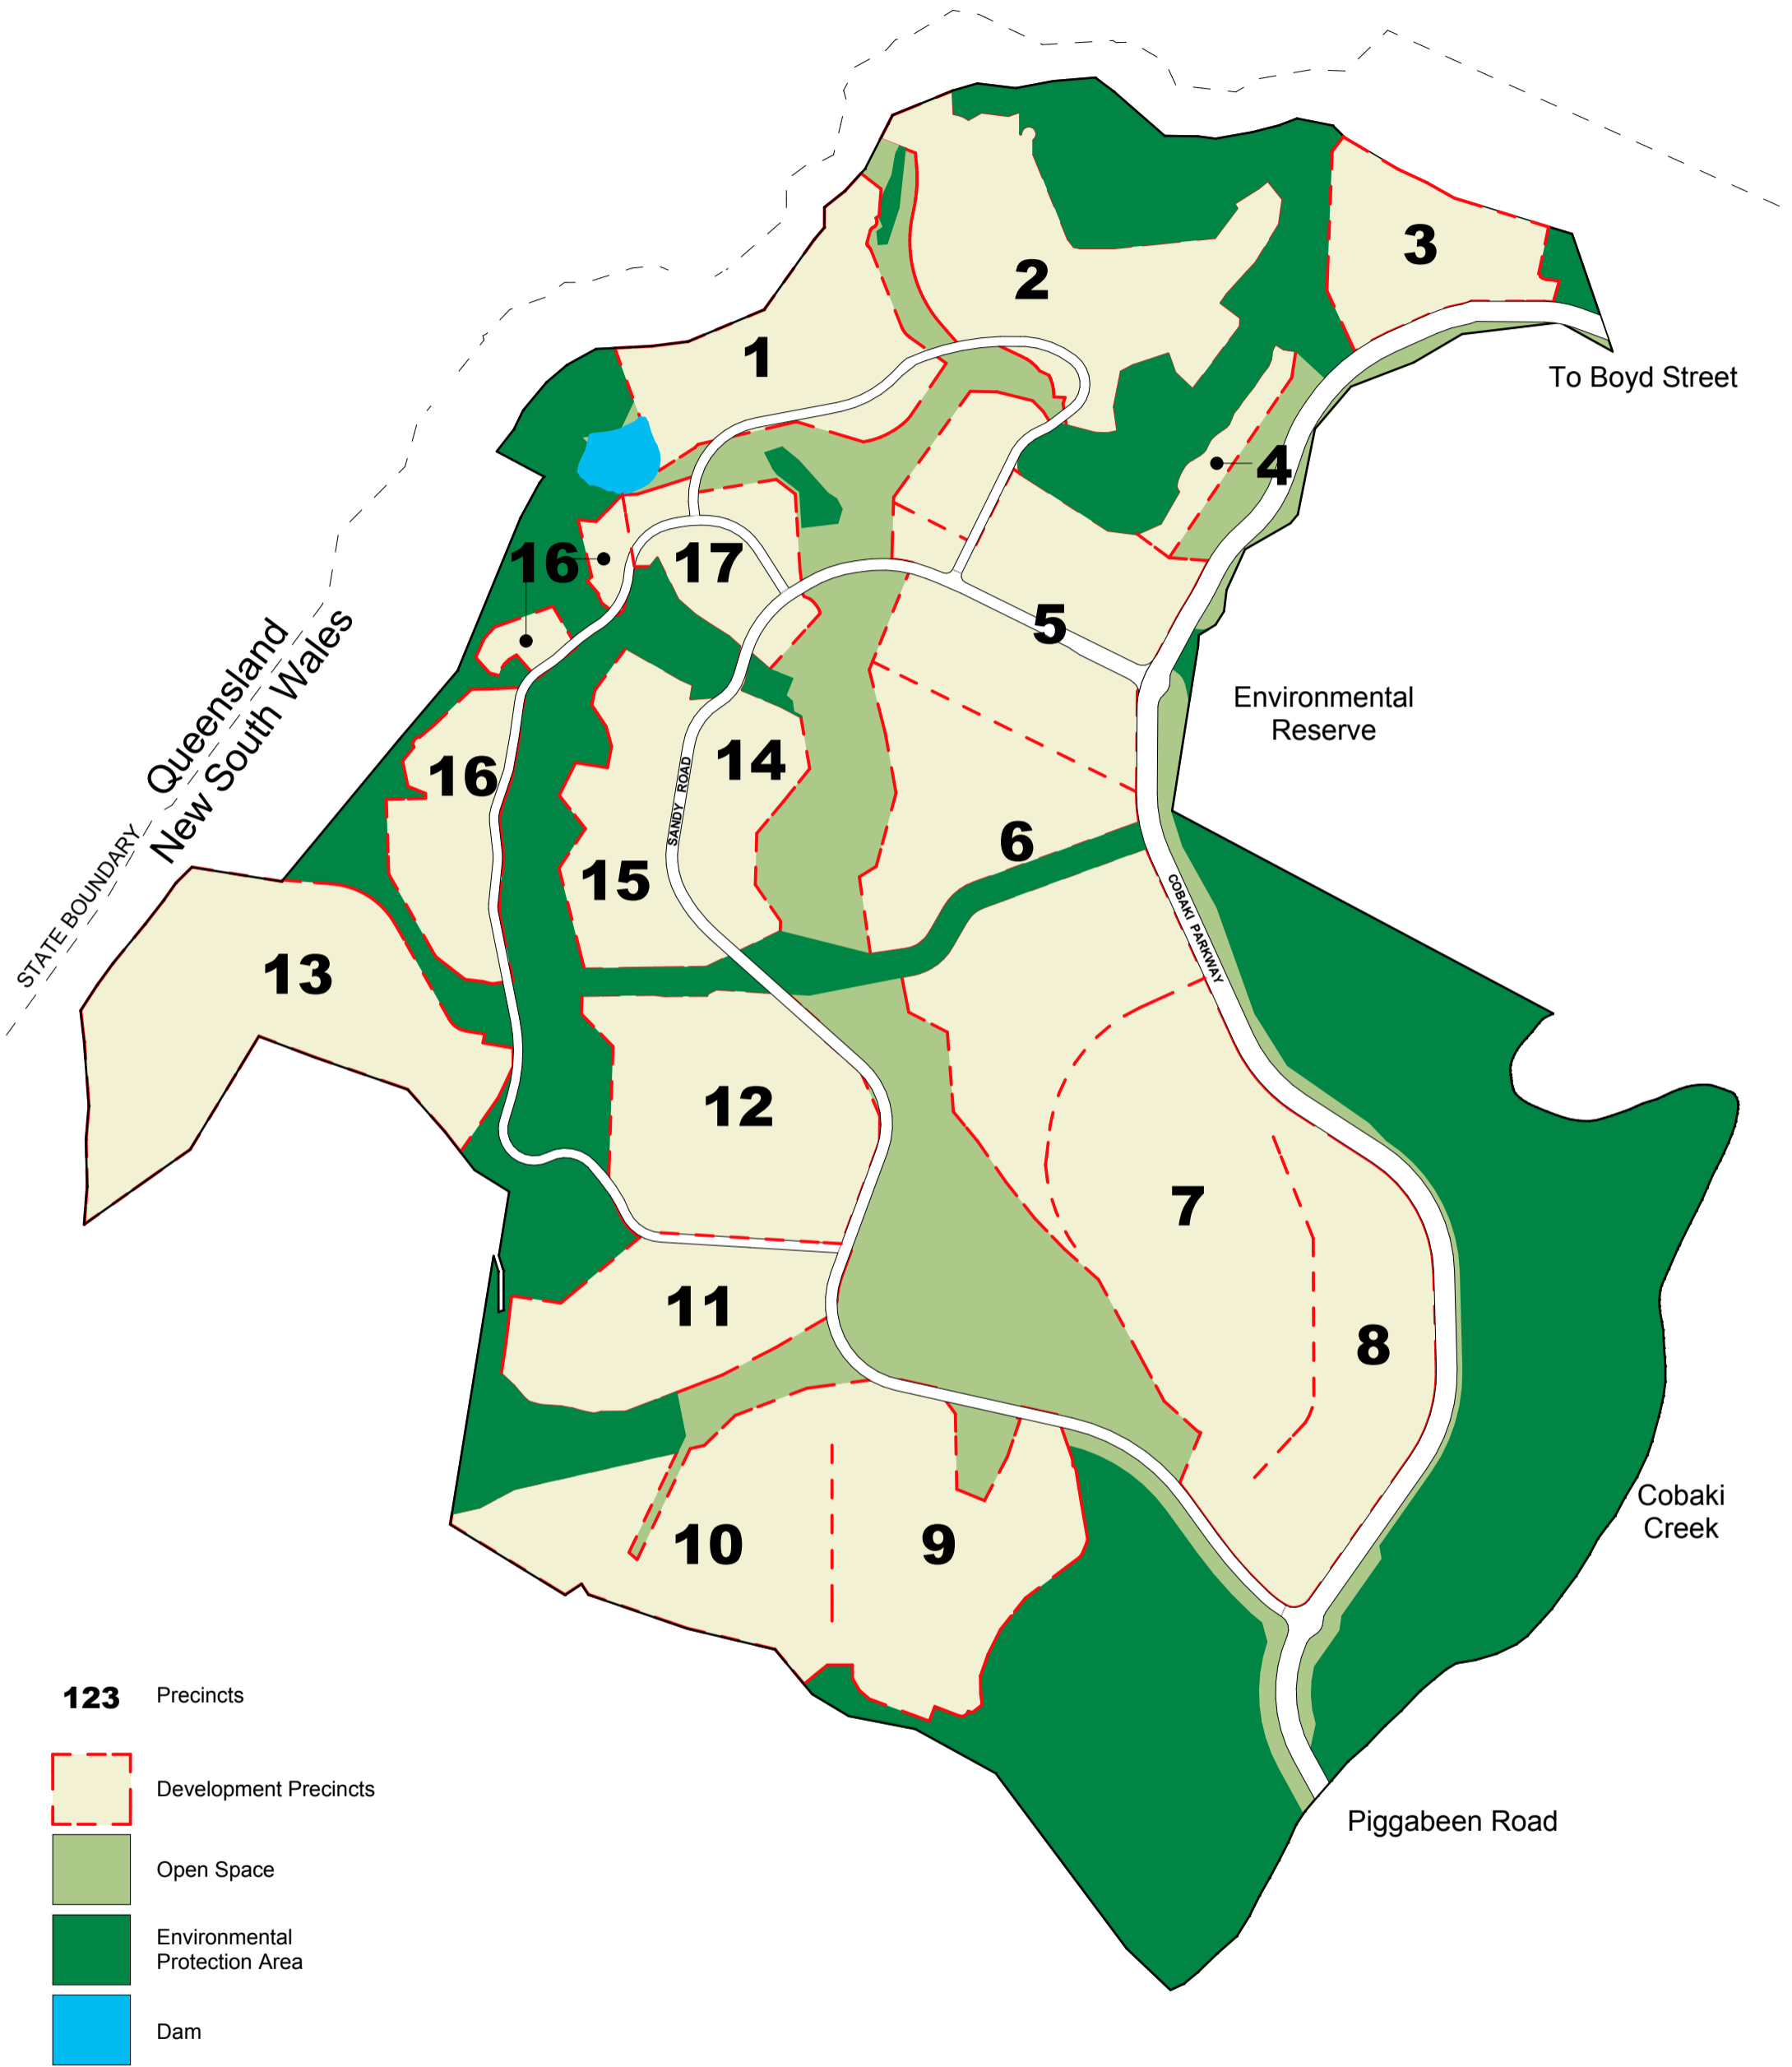 3
2
1
To Boyd Street
4
16
17
5
Queensland
New South Wales
STATE BOUNDARY
Environmental
Reserve
14
16
SANDY ROAD
6
15
COBAKI PARKWAY
13
12
7
11
8
Cobaki
Creek
10
9
123
Precincts
Development Precincts
Open Space
Environmental
Protection Area
Dam
Piggabeen Road